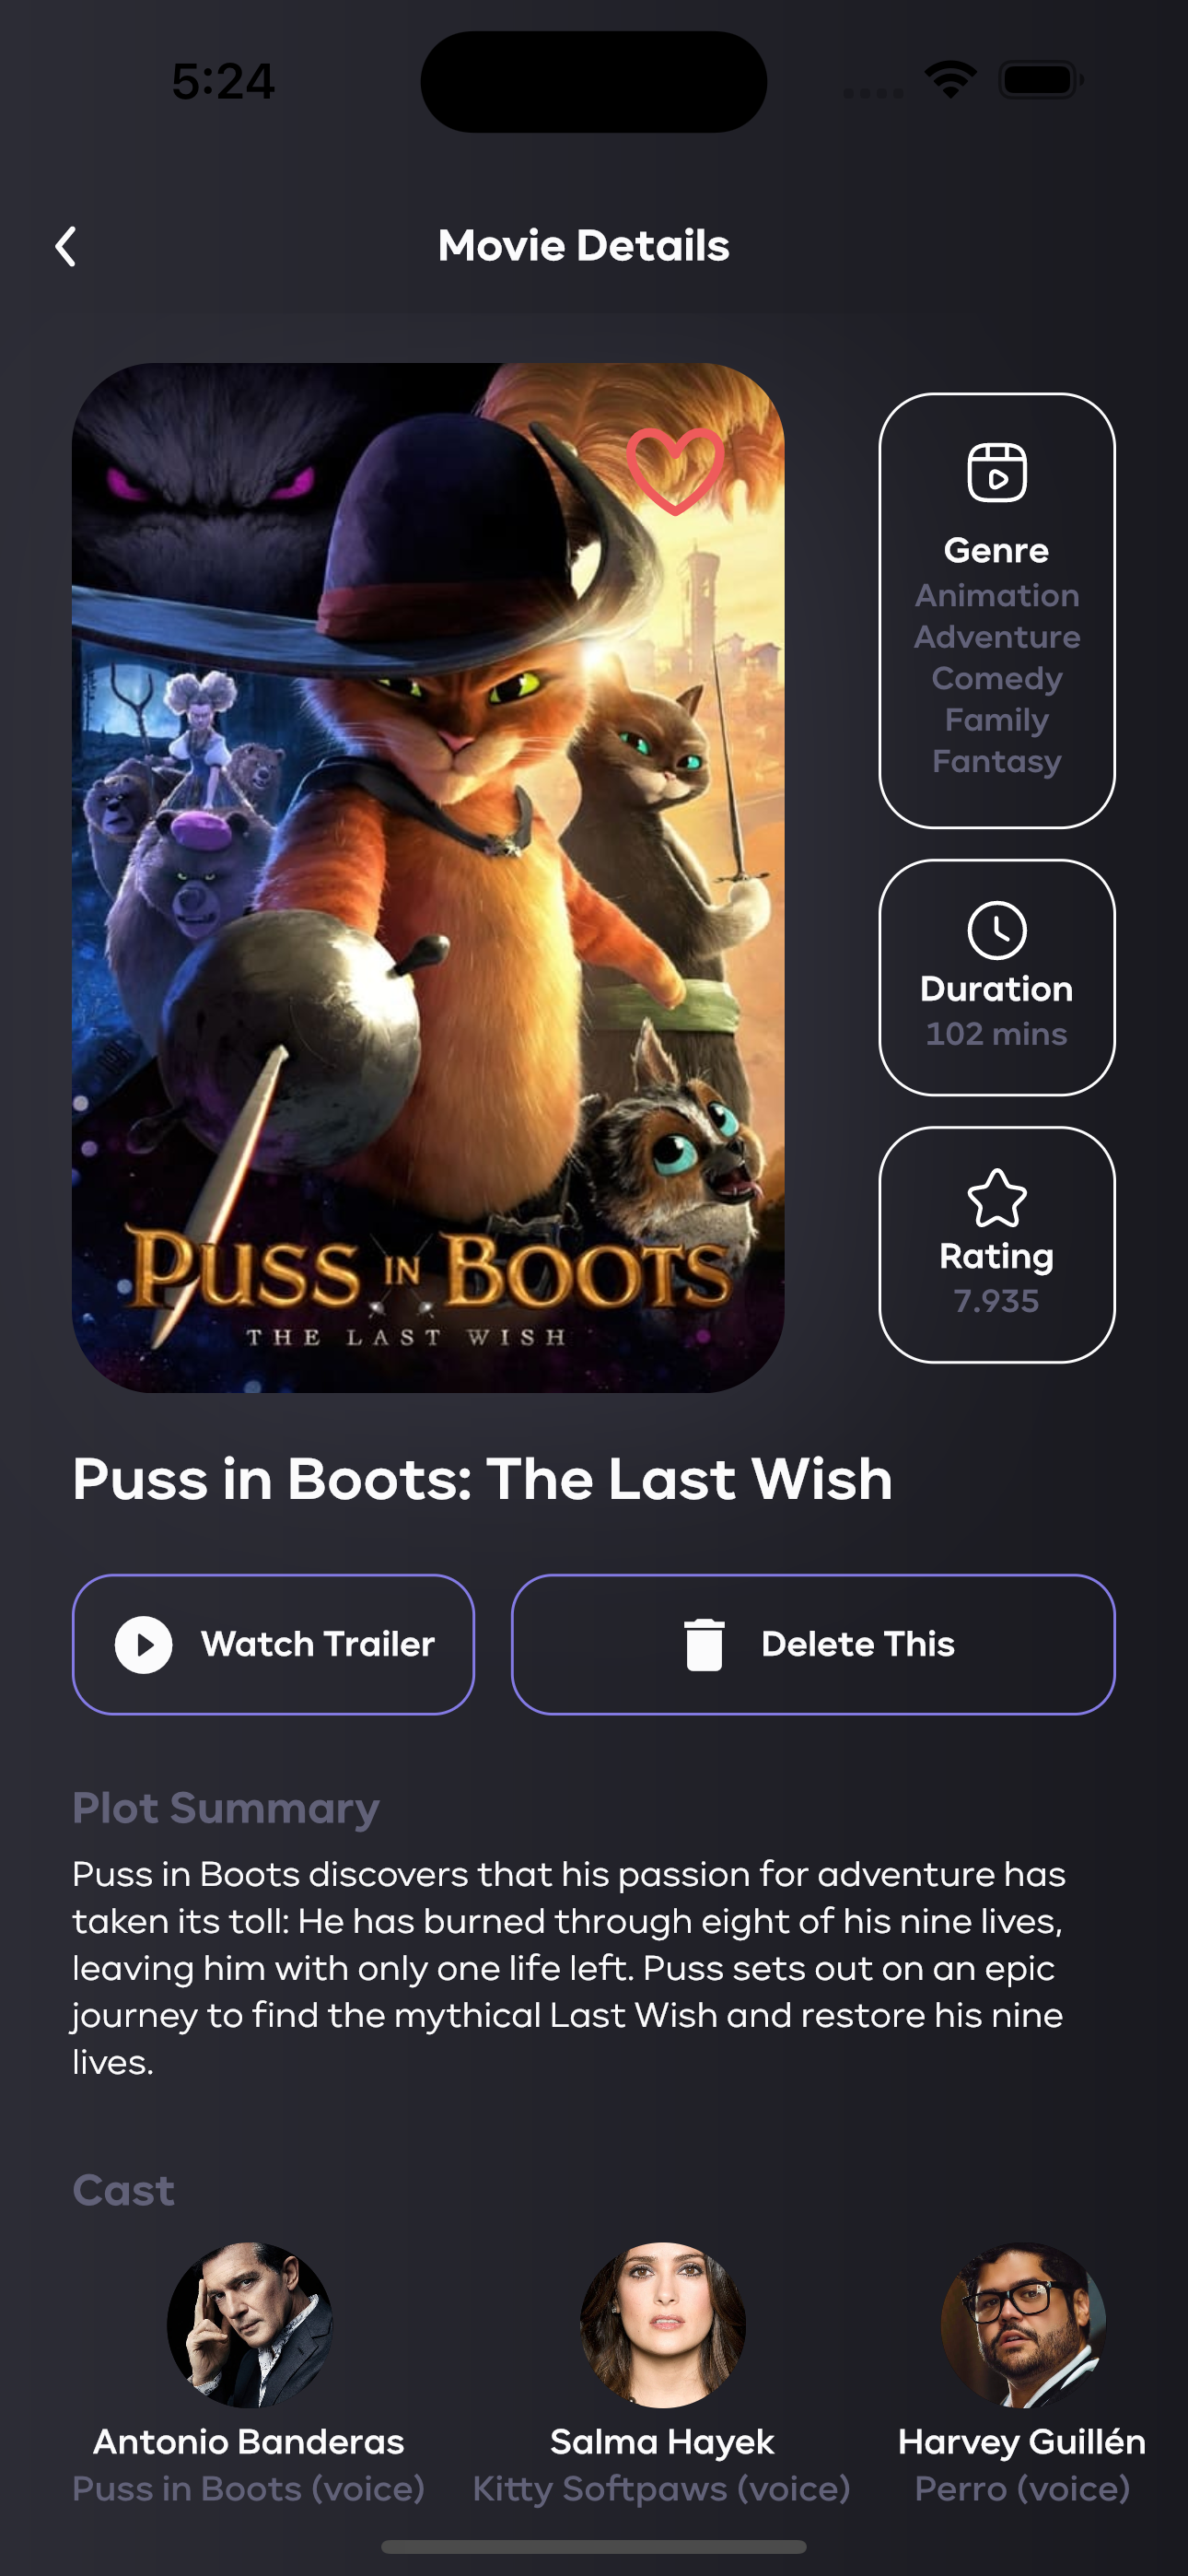 5:24
Movie Details
PUSS IN BOOTS
THE LAST WISH
Genre
Animation
Adventure
Comedy
Family
Fantasy
Duration
102 mins
Rating
7.935
Puss in Boots: The Last Wish
Watch Trailer
Delete This
Plot Summary
Puss in Boots discovers that his passion for adventure has
taken its toll: He has burned through eight of his nine lives,
leaving him with only one life left. Puss sets out on an epic
journey to find the mythical Last Wish and restore his nine
lives.
Cast
Antonio Banderas
Puss in Boots (voice)
Salma Hayek
Kitty Softpaws (voice)
Harvey Guillén
Perro (voice)